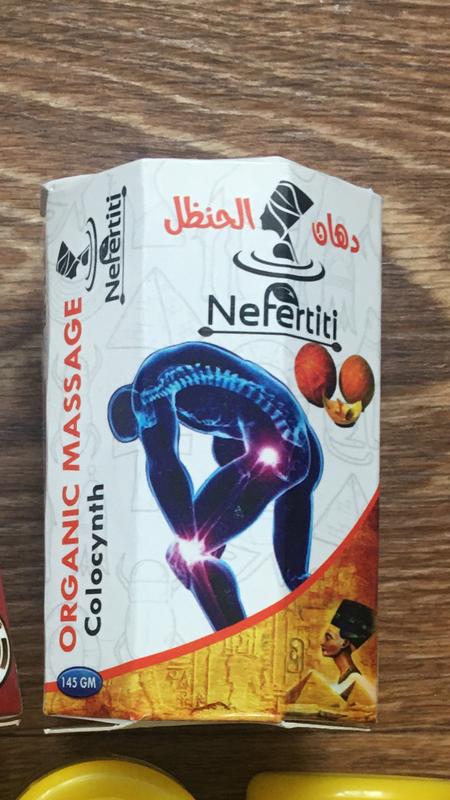 دهان الحنظل
Nefertiti
Nefertiti
ORGANIC MASSAGE
Colocynth
145 GM